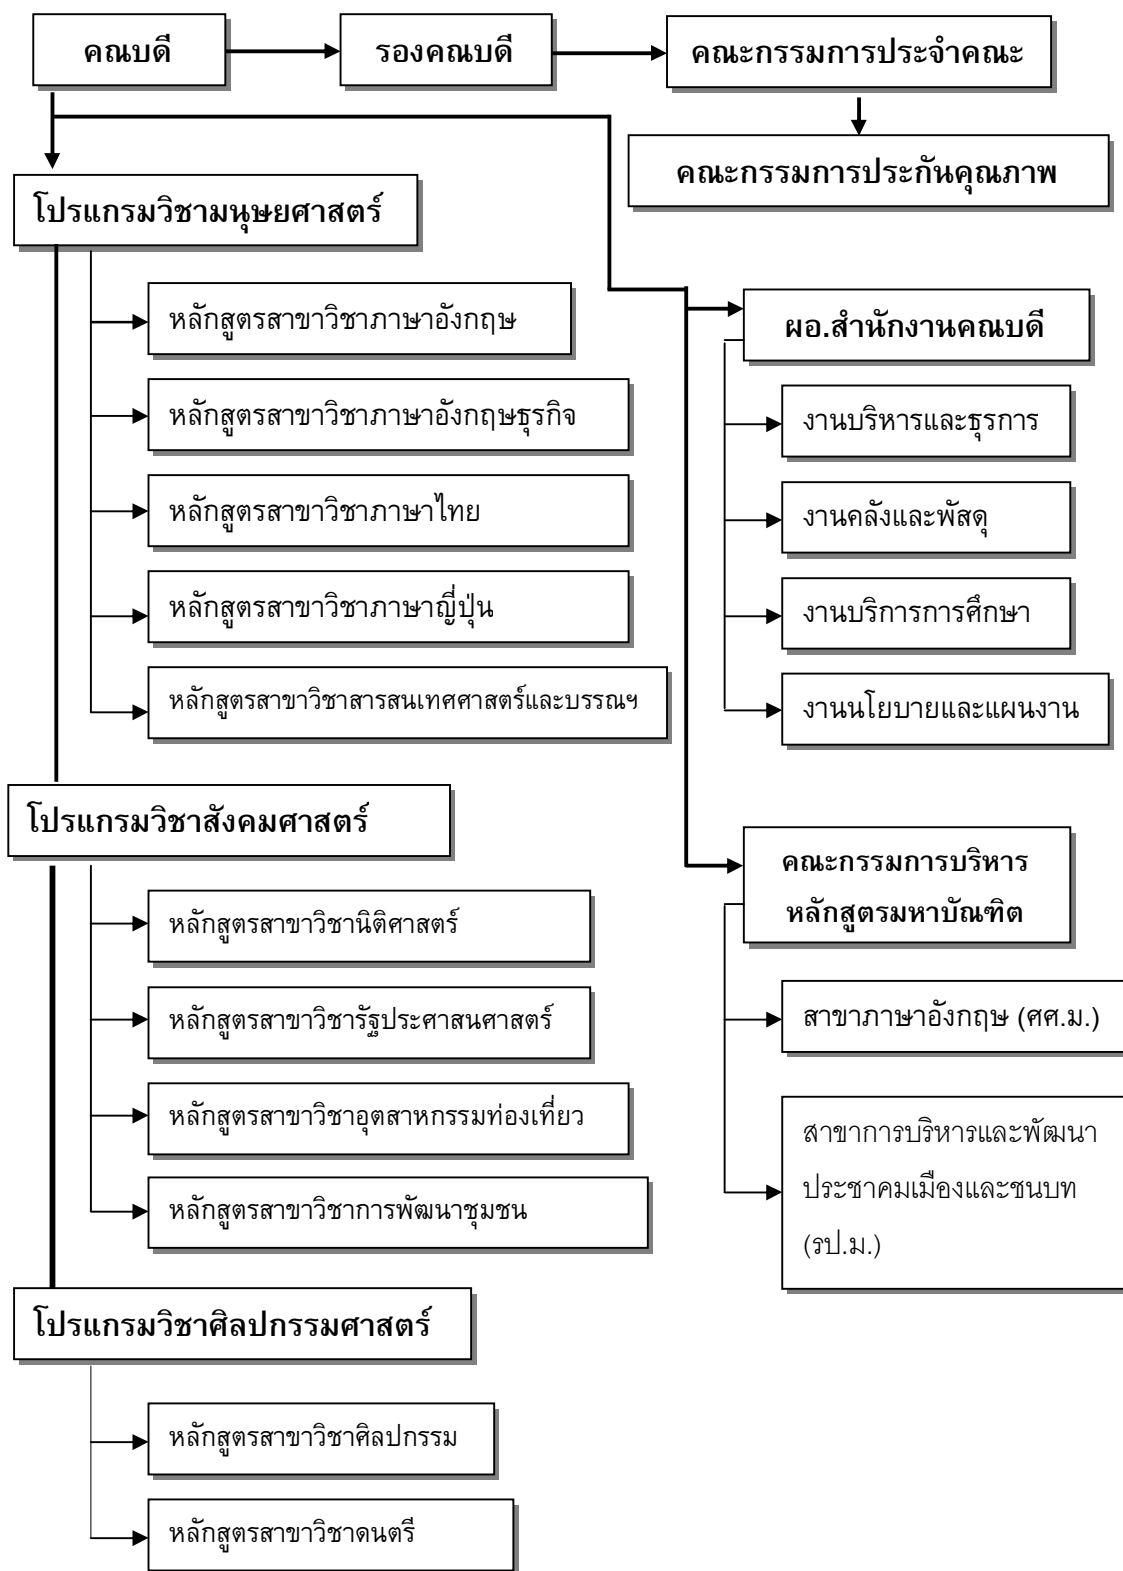 คณบดี
รองคณบดี
คณะกรรมการประจำคณะ
คณะกรรมการประกันคุณภาพ
โปรแกรมวิชามนุษยศาสตร์
หลักสูตรสาขาวิชาภาษาอังกฤษ
หลักสูตรสาขาวิชาภาษาอังกฤษธุรกิจ
หลักสูตรสาขาวิชาภาษาไทย
หลักสูตรสาขาวิชาภาษาญี่ปุ่น
หลักสูตรสาขาวิชาสารสนเทศศาสตร์และบรรณฯ
ผอ.สำนักงานคณบดี
งานบริหารและธุรการ
งานคลังและพัสดุ
งานบริการการศึกษา
งานนโยบายและแผนงาน
โปรแกรมวิชาสังคมศาสตร์
หลักสูตรสาขาวิชานิติศาสตร์
หลักสูตรสาขาวิชารัฐประศาสนศาสตร์
หลักสูตรสาขาวิชาอุตสาหกรรมท่องเที่ยว
หลักสูตรสาขาวิชาการพัฒนาชุมชน
คณะกรรมการบริหาร
หลักสูตรมหาบัณฑิต
สาขาภาษาอังกฤษ (ศศ.ม.)
สาขาการบริหารและพัฒนา
ประชาคมเมืองและชนบท
(รป.ม.)
โปรแกรมวิชาศิลปกรรมศาสตร์
หลักสูตรสาขาวิชาศิลปกรรม
หลักสูตรสาขาวิชาดนตรี